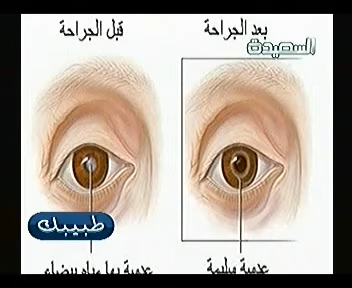 بعد الجراحة
قبل الجراحة
السعيدة
طبيبك
عدسة سليمة
عدسة بها مياه بيضاء